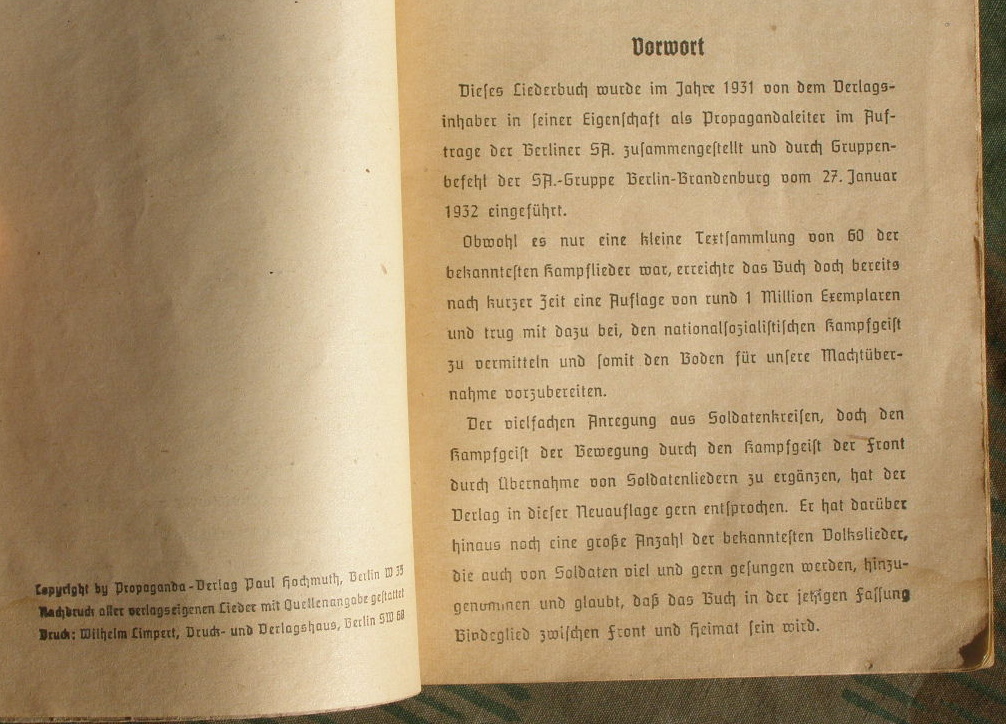 Copyright by Propaganda-Verlag Paul Hochmuth, Berlin W 35
Nachdruck aller verlagseigenen Lieder mit Quellenangabe gestattet
Druck: Wilhelm Limpert, Druck- und Verlagshaus, Berlin SW 68
Vorwort
Dieses Liederbuch wurde im Jahre 1931 von dem Verlags-
inhaber in seiner Eigenschaft als Propagandaleiter im Auf-
trage der Berliner SA. zusammengestellt und durch Gruppen-
befehl der SA.-Gruppe Berlin-Brandenburg vom 27. Januar
1932 eingeführt.
Obwohl es nur eine kleine Textsammlung von 60 der
bekanntesten Kampflieder war, erreichte das Buch doch bereits
nach kurzer Zeit eine Auflage von rund 1 Million Exemplaren
und trug mit dazu bei, den nationalsozialistischen Kampfgeist
zu vermitteln und somit den Boden für unsere Machtüber-
nahme vorzubereiten.
Der vielfachen Anregung aus Soldatenkreisen, doch den
Kampfgeist der Bewegung durch den Kampfgeist der Front
durch Übernahme von Soldatenliedern zu ergänzen, hat der
Verlag in dieser Neuauflage gern entsprochen. Er hat darüber
hinaus noch eine große Anzahl der bekanntesten Volkslieder,
die auch von Soldaten viel und gern gesungen werden, hinzu-
genommen und glaubt, daß das Buch in der jetzigen Fassung
Bindeglied zwischen Front und Heimat sein wird.